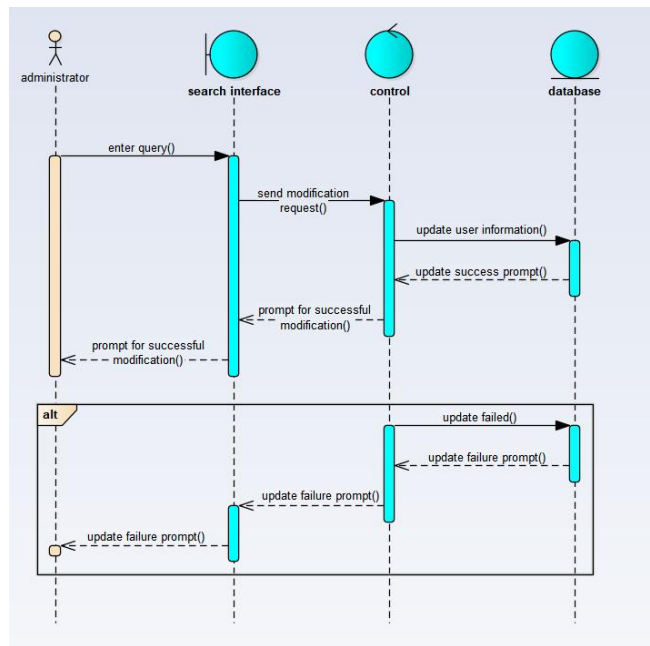 administrator
search interface
control
database
enter query()
send modification
request()
update user information()
update success prompt()
prompt for successful
modification()
prompt for successful
modification()
alt
update failed()
update failure prompt()
update failure prompt()
update failure prompt()